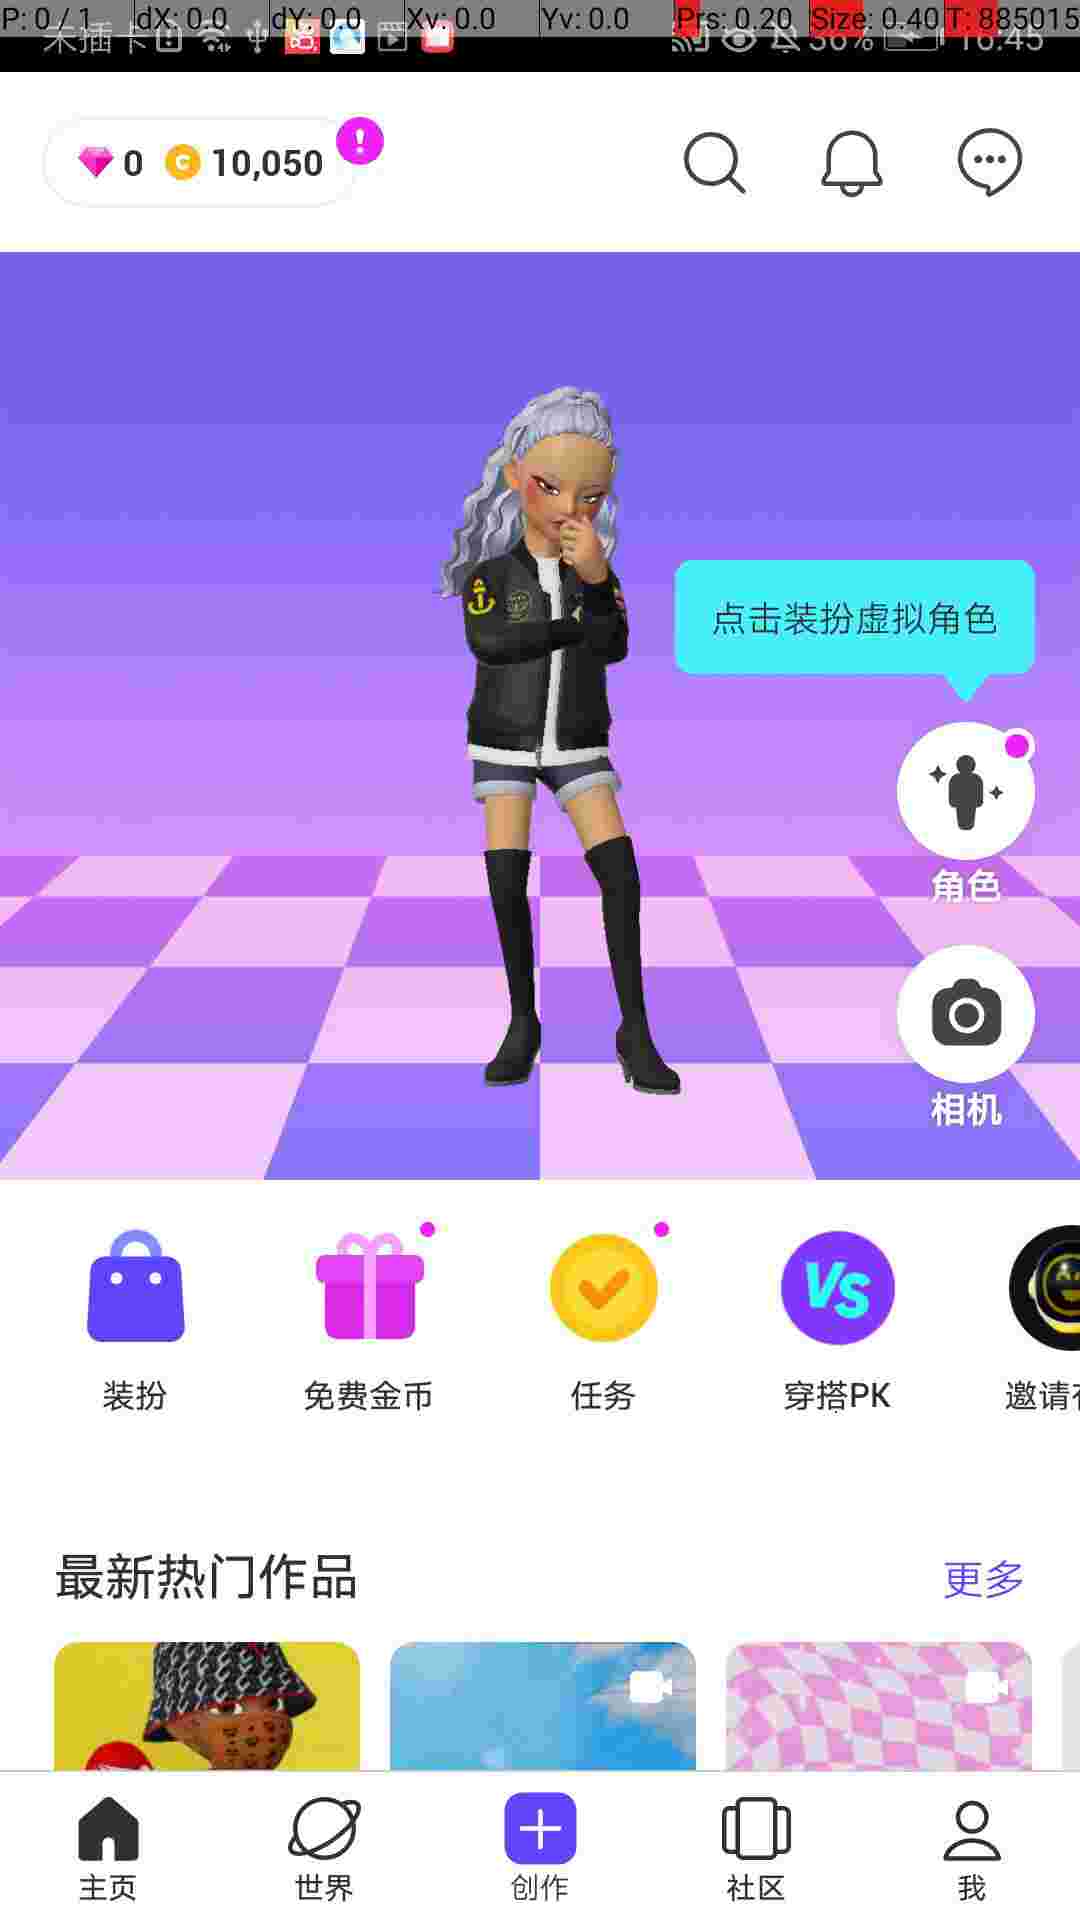 P: 0 / 1 dX: 0.0 dY: 0.0 Xv: 0.0 Yv: 0.0 Prs: 0.20 Size: 0.40 T: 885015
未插卡 36% 16:45
0 10,050
点击装扮虚拟角色
角色
相机
VS
装扮 免费金币 任务 穿搭PK 邀请
最新热门作品 更多
主页 世界 创作 社区 我